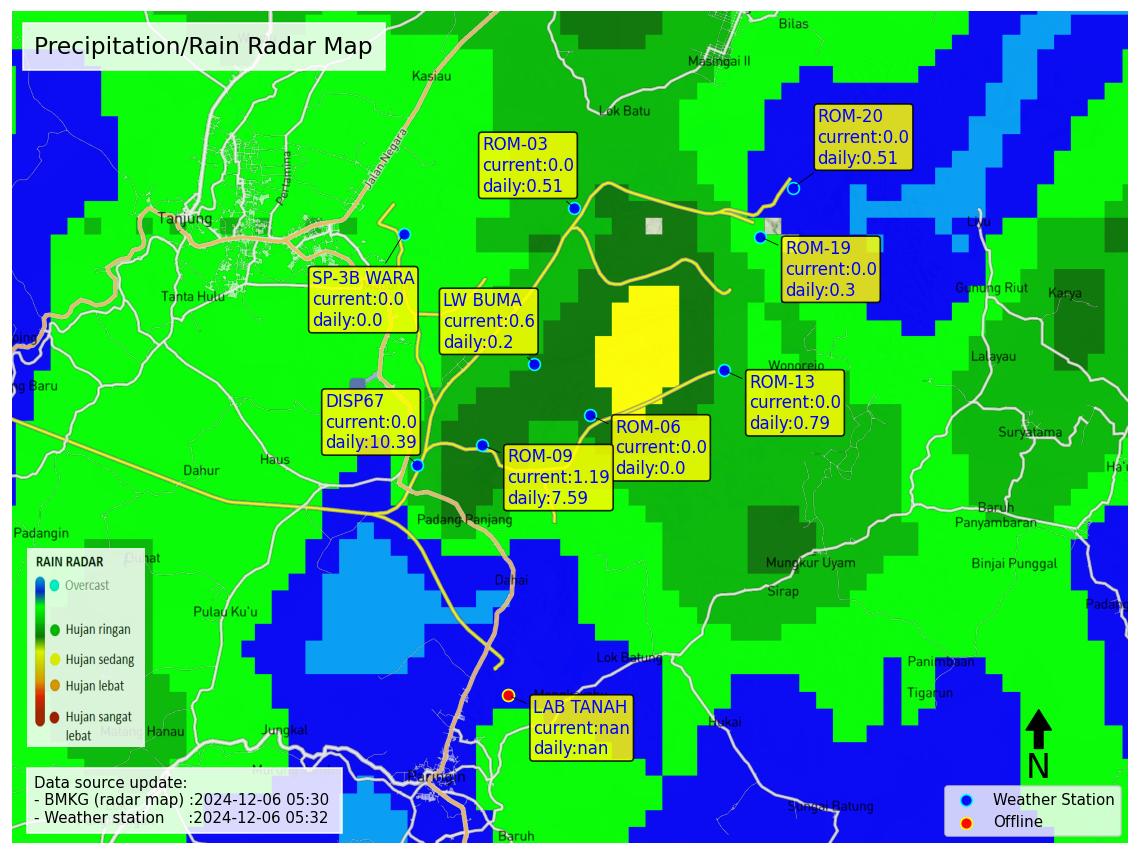 Precipitation/Rain Radar Map
Bilas
Masingai II
Kasiau
Lok Batu
ROM-20
current:0.0
daily:0.51
ROM-03
current:0.0
daily:0.51
Jalan Negara
Pertamina
Tanjung
Liyu
ROM-19
current:0.0
daily:0.3
SP-3B WARA
current:0.0
daily:0.0
Tanta Hulu
LW BUMA
current:0.6
daily:0.2
Gunung Riut
Karya
Lalayau
ping
ng Baru
Wonorejo
ROM-13
current:0.0
daily:0.79
DISP67
current:0.0
daily:10.39
ROM-06
current:0.0
daily:0.0
Suryatama
ROM-09
current:1.19
daily:7.59
Haus
Dahur
Ha'u
Padang Panjang
Baruh
Panyambaran
Padangin
Mungkur Uyam
Binjai Punggal
Dahai
Sirap
Padang
Pulau Ku'u
RAIN RADAR
Overcast
Hujan ringan
Hujan sedang
Hujan lebat
Hujan sangat
lebat
Lok Batung
Panimbaan
Tigarun
LAB TANAH
current:nan
daily:nan
Hukai
Jungkal
N
Data source update:
- BMKG (radar map) :2024-12-06 05:30
- Weather station :2024-12-06 05:32
Paringin
Sungai Batung
Baruh
Weather Station
Offline